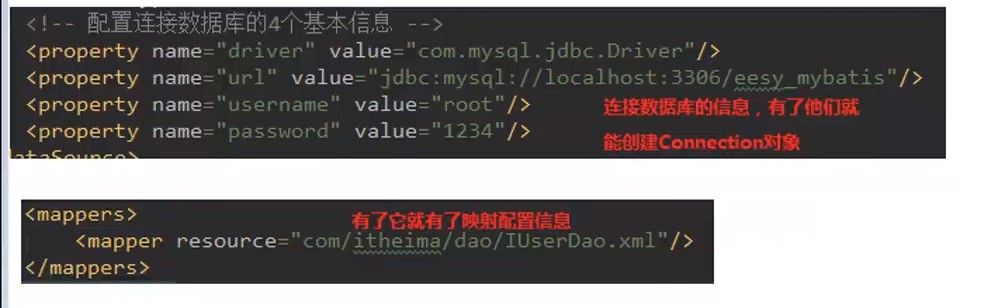 <!-- 配置连接数据库的4个基本信息 -->
<property name="driver" value="com.mysql.jdbc.Driver"/>
<property name="url" value="jdbc:mysql://localhost:3306/eesy_mybatis"/>
<property name="username" value="root"/>
<property name="password" value="1234"/>
连接数据库的信息，有了他们就
能创建Connection对象
dataSource>
<mappers>
有了它就有了映射配置信息
<mapper resource="com/itheima/dao/IUserDao.xml"/>
</mappers>